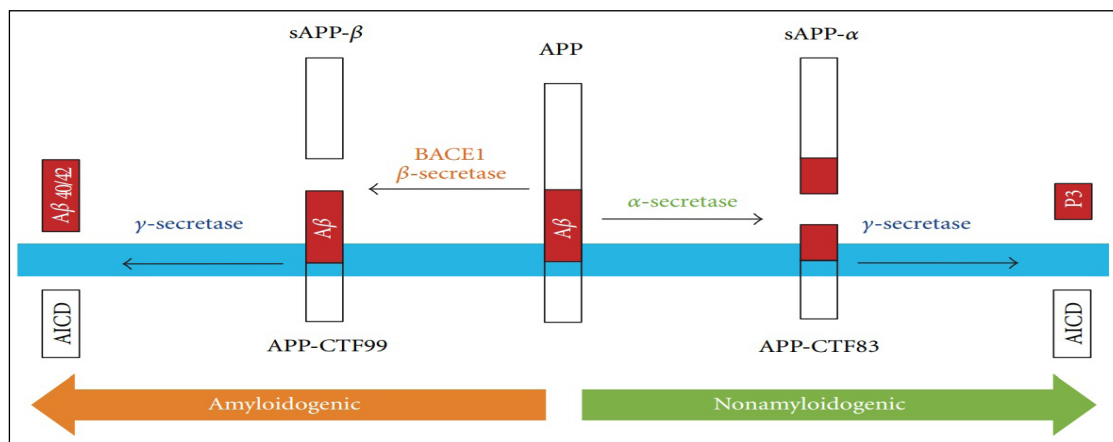 sAPP-β
APP
sAPP-α
BACE1
β-secretase
Aβ 40/42
γ-secretase
Aβ
Aβ
α-secretase
γ-secretase
P3
AICD
APP-CTF99
APP-CTF83
AICD
Amyloidogenic
Nonamyloidogenic